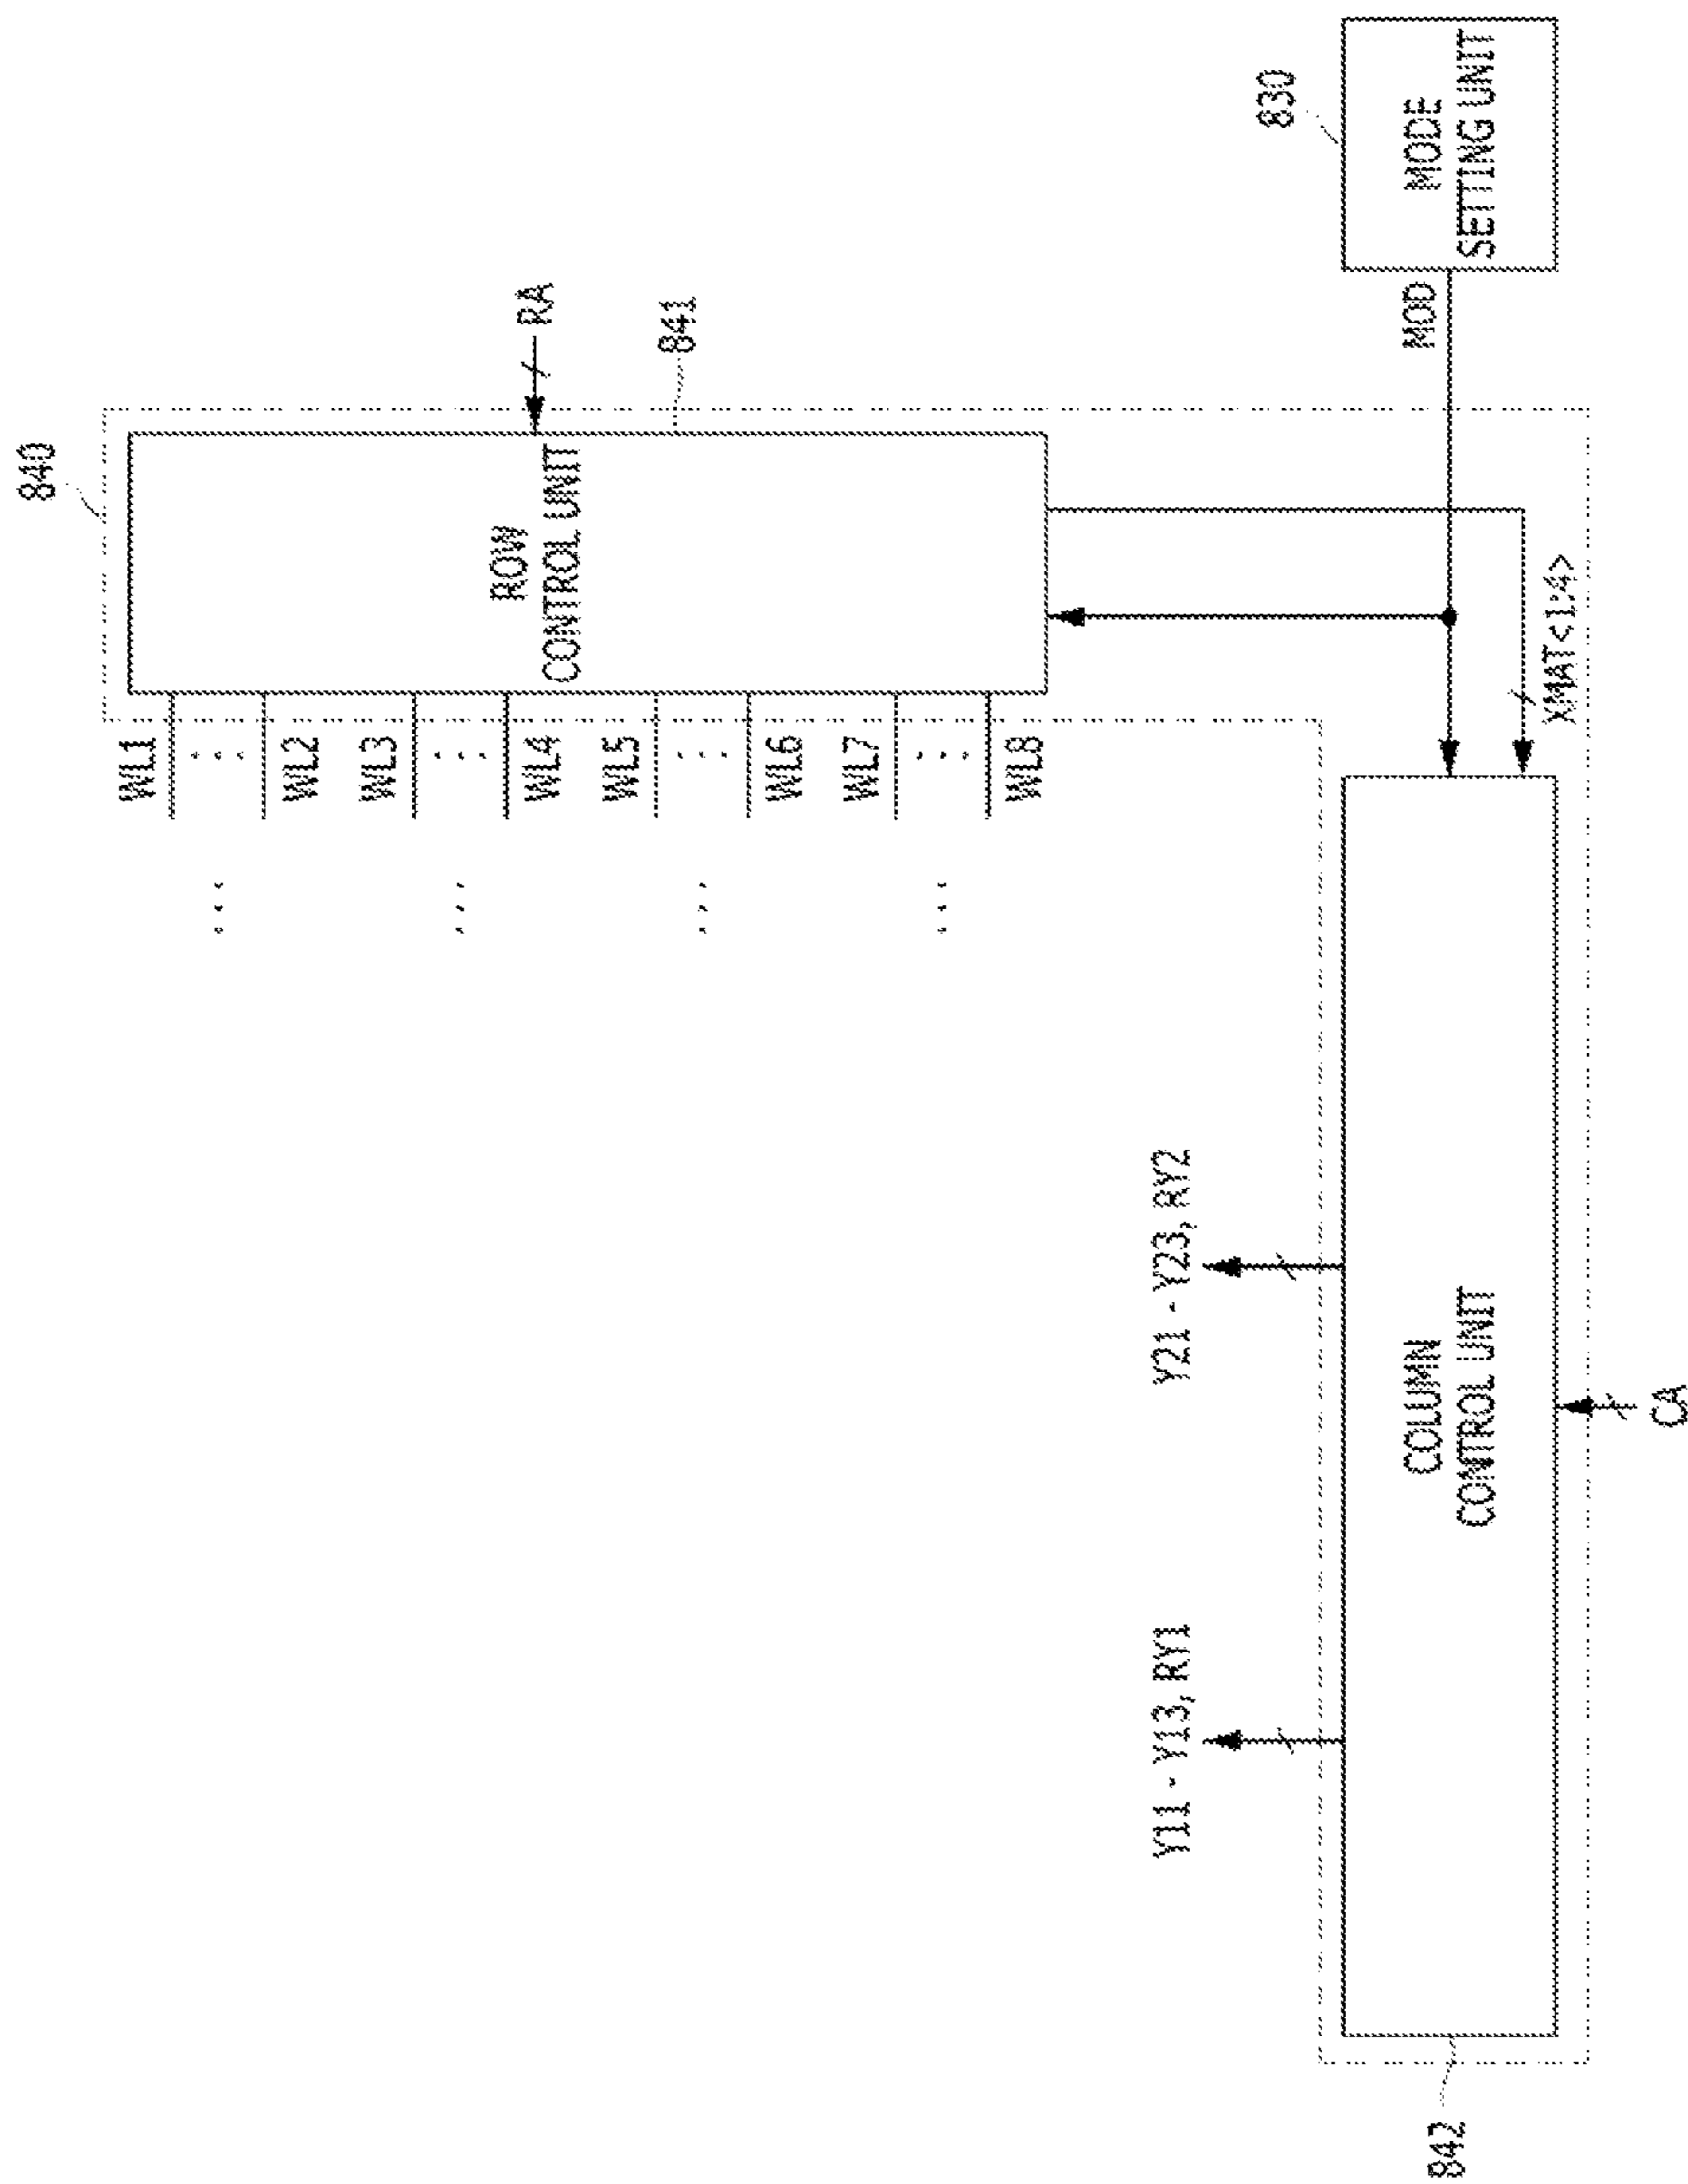 840
RA
841
ROW
CONTROL UNIT
WL1
...
WL2
WL3
...
WL4
WL5
...
WL6
WL7
...
WL8
830
MODE
SETTING UNIT
MOD
XMAT<1:4>
Y11 - Y13, RY1
Y21 - Y23, RY2
COLUMN
CONTROL UNIT
842
CA